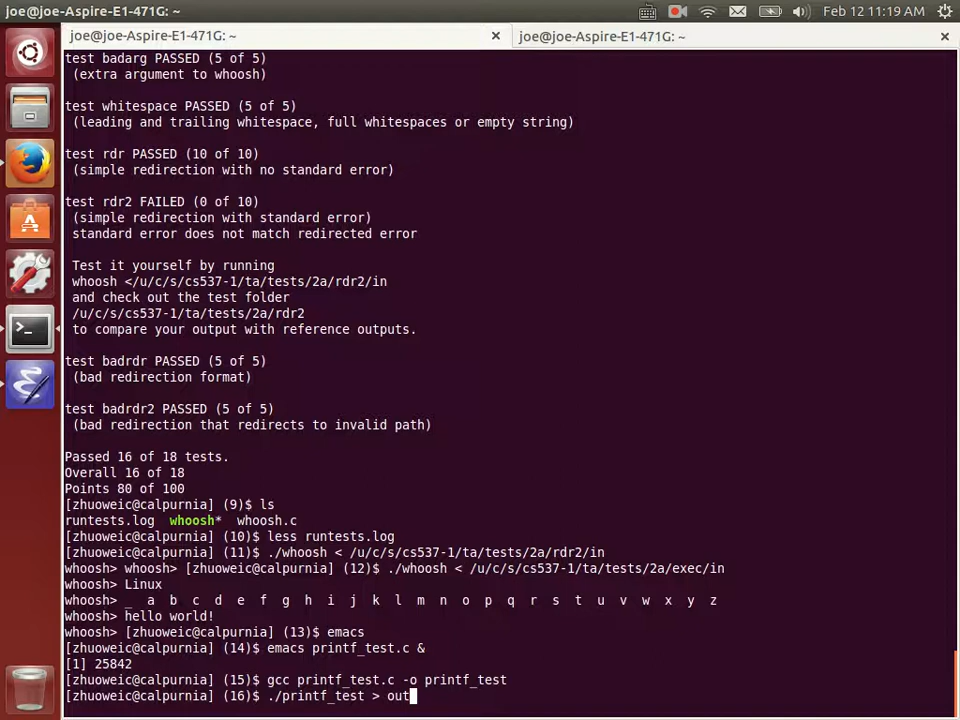 joe@joe-Aspire-E1-471G: ~
Feb 12 11:19 AM
joe@joe-Aspire-E1-471G: ~
joe@joe-Aspire-E1-471G: ~
test badarg PASSED (5 of 5)
(extra argument to whoosh)
test whitespace PASSED (5 of 5)
(leading and trailing whitespace, full whitespaces or empty string)
test rdr PASSED (10 of 10)
(simple redirection with no standard error)
test rdr2 FAILED (0 of 10)
(simple redirection with standard error)
standard error does not match redirected error
Test it yourself by running
whoosh </u/c/s/cs537-1/ta/tests/2a/rdr2/in
and check out the test folder
/u/c/s/cs537-1/ta/tests/2a/rdr2
to compare your output with reference outputs.
test badrdr PASSED (5 of 5)
(bad redirection format)
test badrdr2 PASSED (5 of 5)
(bad redirection that redirects to invalid path)
Passed 16 of 18 tests.
Overall 16 of 18
Points 80 of 100
[zhuoweic@calpurnia] (9)$ ls
runtests.log  whoosh*  whoosh.c
[zhuoweic@calpurnia] (10)$ less runtests.log
[zhuoweic@calpurnia] (11)$ ./whoosh < /u/c/s/cs537-1/ta/tests/2a/rdr2/in
whoosh> whoosh> [zhuoweic@calpurnia] (12)$ ./whoosh < /u/c/s/cs537-1/ta/tests/2a/exec/in
whoosh> Linux
whoosh> _  a  b  c  d  e  f  g  h  i  j  k  l  m  n  o  p  q  r  s  t  u  v  w  x  y  z
whoosh> hello world!
whoosh> [zhuoweic@calpurnia] (13)$ emacs
[zhuoweic@calpurnia] (14)$ emacs printf_test.c &
[1] 25842
[zhuoweic@calpurnia] (15)$ gcc printf_test.c -o printf_test
[zhuoweic@calpurnia] (16)$ ./printf_test > out